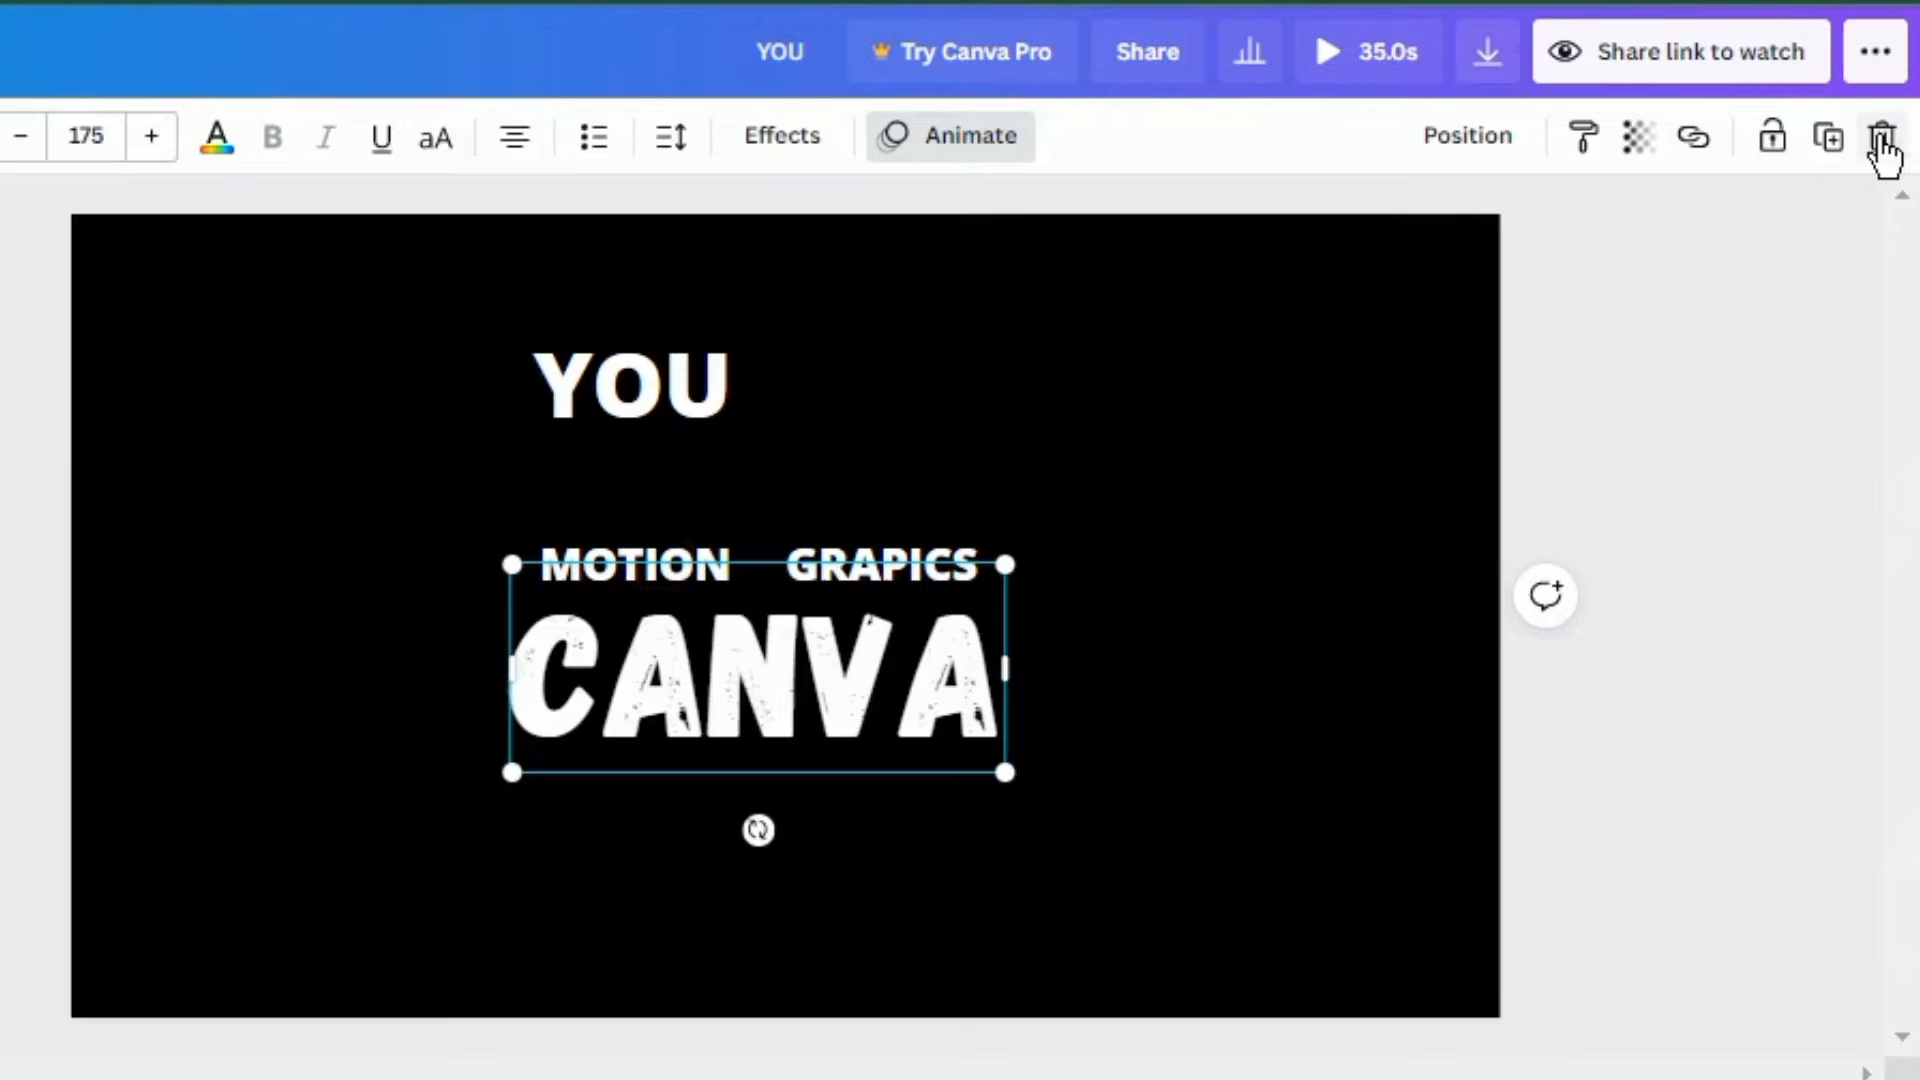 YOU Try Canva Pro Share 35.0s Share link to watch
175 A B I U aA Effects Animate Position
YOU
MOTION GRAPICS
CANVA